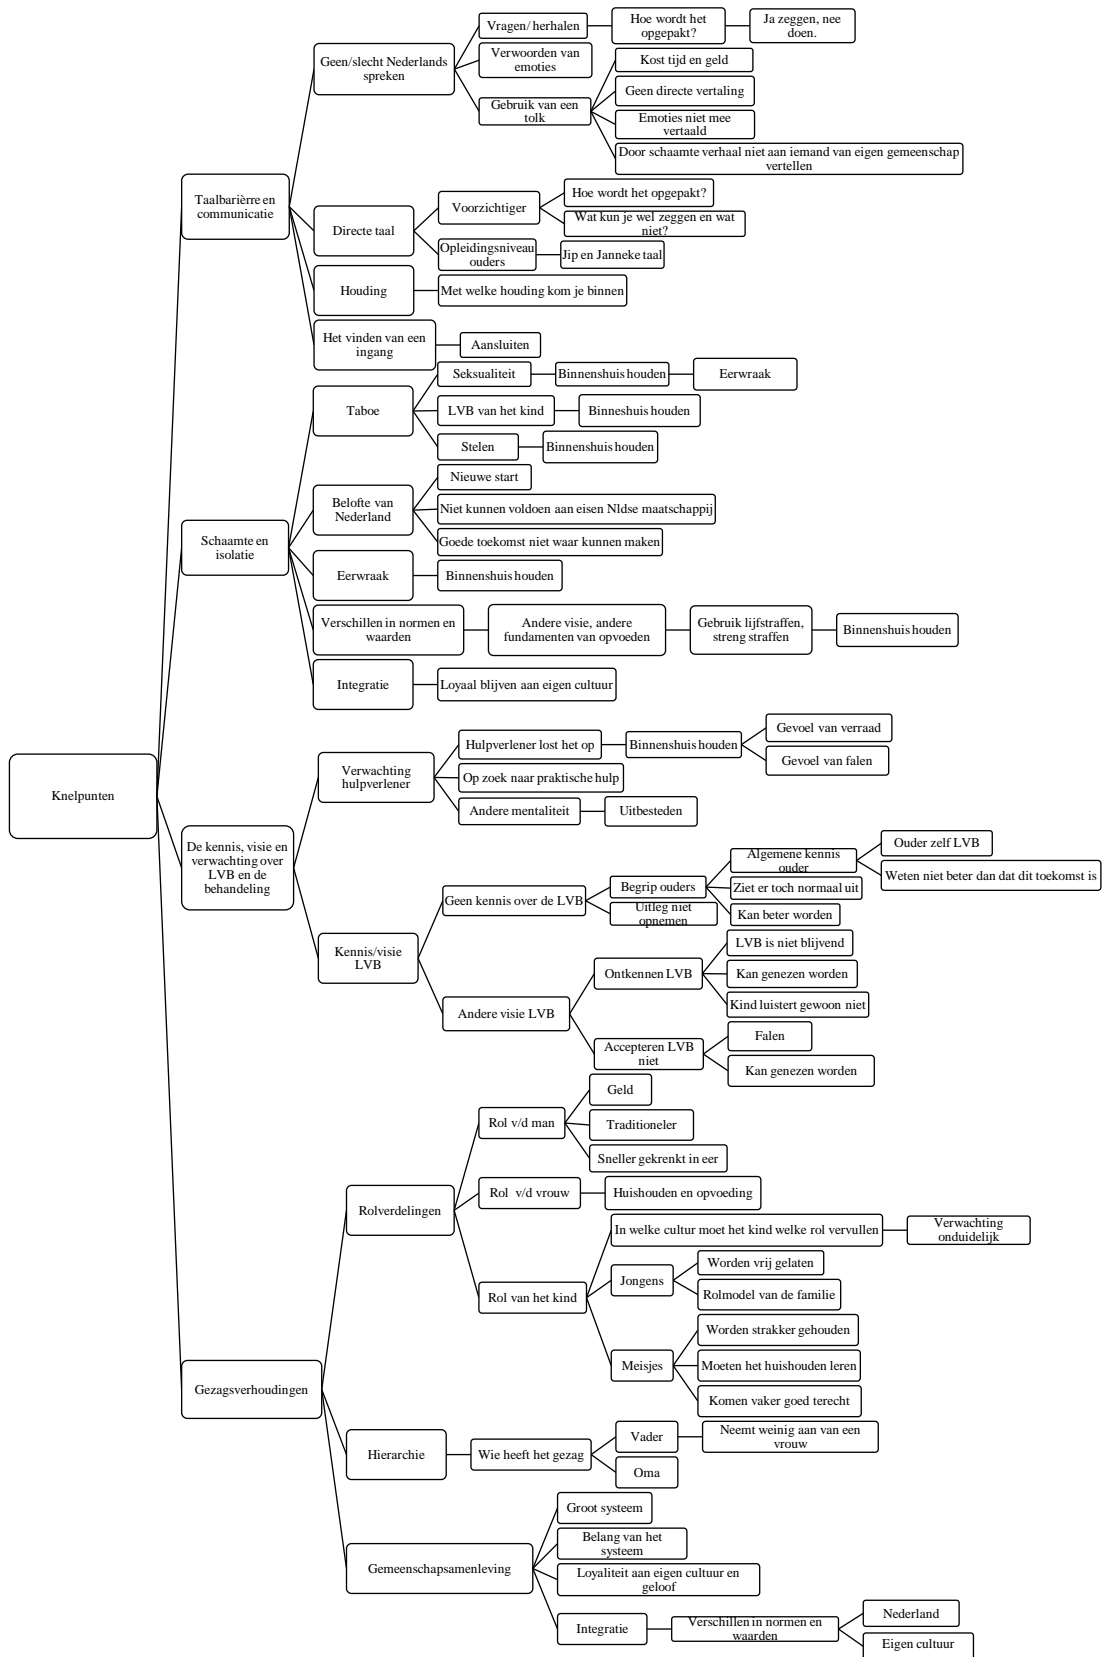 Knelpunten
Taalbarièrre en
communicatie
Geen/slecht Nederlands
spreken
Vragen/ herhalen
Hoe wordt het
opgepakt?
Ja zeggen, nee
doen.
Verwoorden van
emoties
Gebruik van een
tolk
Kost tijd en geld
Geen directe vertaling
Emoties niet mee
vertaald
Door schaamte verhaal niet aan iemand van eigen gemeenschap
vertellen
Directe taal
Voorzichtiger
Hoe wordt het opgepakt?
Wat kun je wel zeggen en wat
niet?
Opleidingsniveau
ouders
Jip en Janneke taal
Houding
Met welke houding kom je binnen
Het vinden van een
ingang
Aansluiten
Schaamte en
isolatie
Taboe
Seksualiteit
Binnenshuis houden
Eerwraak
LVB van het kind
Binneshuis houden
Stelen
Binnenshuis houden
Belofte van
Nederland
Nieuwe start
Niet kunnen voldoen aan eisen Nldse maatschappij
Goede toekomst niet waar kunnen maken
Eerwraak
Binnenshuis houden
Verschillen in normen en
waarden
Andere visie, andere
fundamenten van opvoeden
Gebruik lijfstraffen,
streng straffen
Binnenshuis houden
Integratie
Loyaal blijven aan eigen cultuur
De kennis, visie en
verwachting over
LVB en de
behandeling
Verwachting
hulpverlener
Hulpverlener lost het op
Binnenshuis houden
Gevoel van verraad
Gevoel van falen
Op zoek naar praktische hulp
Andere mentaliteit
Uitbesteden
Kennis/visie
LVB
Geen kennis over de LVB
Begrip ouders
Algemene kennis
ouder
Ouder zelf LVB
Weten niet beter dan dat dit toekomst is
Ziet er toch normaal uit
Kan beter worden
Uitleg niet
opnemen
Andere visie LVB
Ontkennen LVB
LVB is niet blijvend
Kan genezen worden
Kind luistert gewoon niet
Accepteren LVB
niet
Falen
Kan genezen worden
Gezagsverhoudingen
Rolverdelingen
Rol v/d man
Geld
Traditioneler
Sneller gekrenkt in eer
Rol v/d vrouw
Huishouden en opvoeding
Rol van het kind
In welke cultur moet het kind welke rol vervullen
Verwachting
onduidelijk
Jongens
Worden vrij gelaten
Rolmodel van de familie
Meisjes
Worden strakker gehouden
Moeten het huishouden leren
Komen vaker goed terecht
Hierarchie
Wie heeft het gezag
Vader
Neemt weinig aan van een
vrouw
Oma
Gemeenschapsamenleving
Groot systeem
Belang van het
systeem
Loyaliteit aan eigen cultuur en
geloof
Integratie
Verschillen in normen en
waarden
Nederland
Eigen cultuur